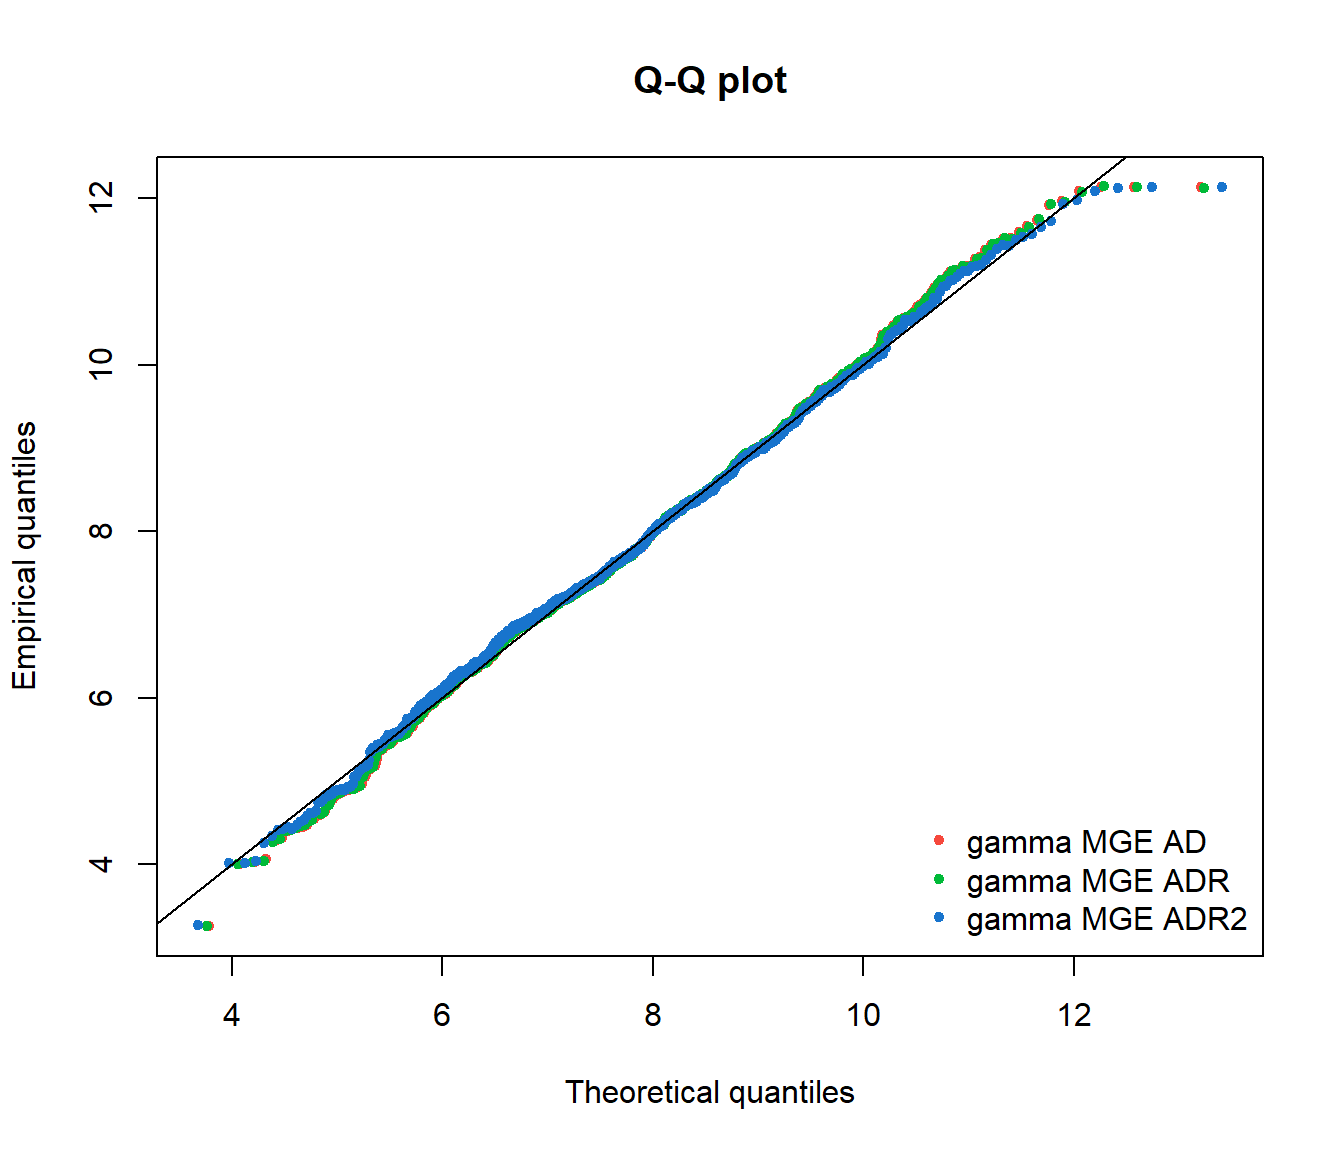 Q-Q plot
Empirical quantiles
12
10
8
6
4
gamma MGE AD
gamma MGE ADR
gamma MGE ADR2
4 6 8 10 12
Theoretical quantiles